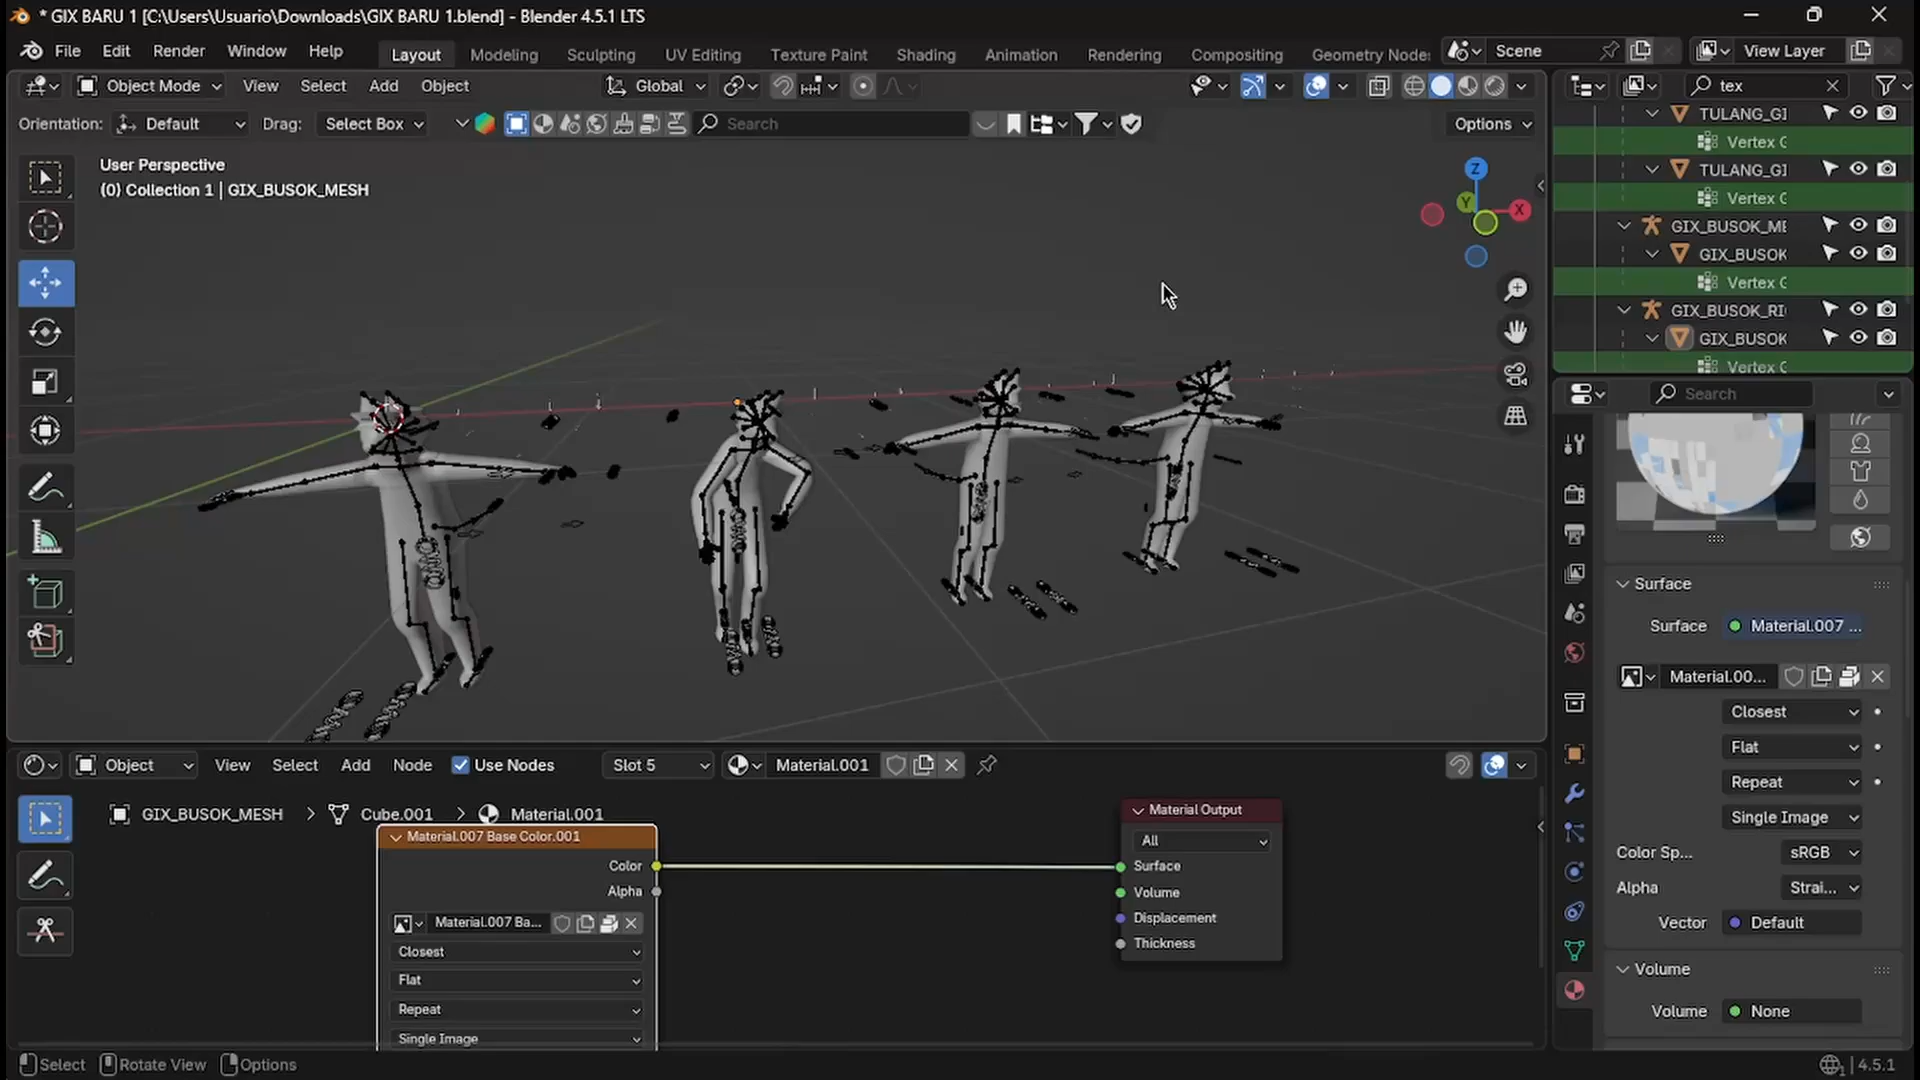 * GIX BARU 1 [C:\Users\Usuario\Downloads\GIX BARU 1.blend] - Blender 4.5.1 LTS
File Edit Render Window Help Layout Modeling Sculpting UV Editing Texture Paint Shading Animation Rendering Compositing Geometry Node: Scene View Layer
Object Mode View Select Add Object Global tex
Orientation: Default Drag: Select Box Search Options
User Perspective
(0) Collection 1 | GIX_BUSOK_MESH
Z
Y
X
TULANG_GI
Vertex G
TULANG_GI
Vertex G
GIX_BUSOK_ME
GIX_BUSOK
Vertex G
GIX_BUSOK_RI
GIX_BUSOK
Vertex G
Search
Surface
Surface Material.007 ...
Material.00...
Closest
Flat
Repeat
Single Image
Color Sp... sRGB
Alpha Strai...
Vector Default
Volume
Volume None
Object View Select Add Node Use Nodes Slot 5 Material.001
GIX_BUSOK_MESH > Cube.001 > Material.001
Material.007 Base Color.001
Color
Alpha
Material.007 Ba...
Closest
Flat
Repeat
Single Image
Material Output
All
Surface
Volume
Displacement
Thickness
Select Rotate View Options 4.5.1